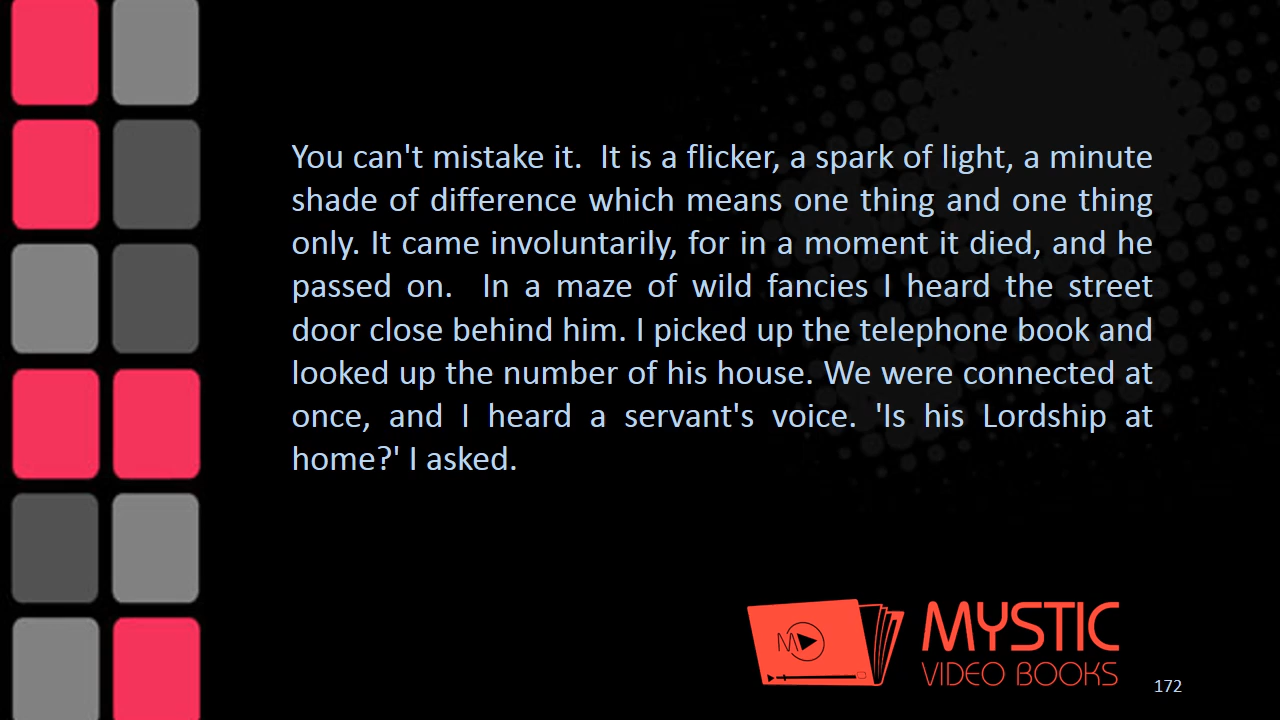 You can't mistake it.  It is a flicker, a spark of light, a minute
shade of difference which means one thing and one thing
only. It came involuntarily, for in a moment it died, and he
passed on.  In a maze of wild fancies I heard the street
door close behind him. I picked up the telephone book and
looked up the number of his house. We were connected at
once, and I heard a servant's voice. 'Is his Lordship at
home?' I asked.
M
MYSTIC
VIDEO BOOKS
172